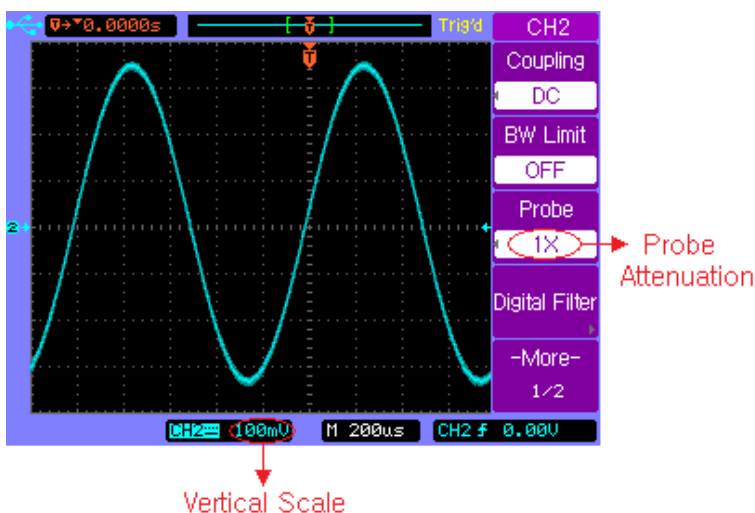 T→▼0.0000s
T
Trig'd
CH2
T
Coupling
DC
BW Limit
OFF
Probe
1X
Probe
Attenuation
Digital Filter
-More-
1/2
2
CH2 100mV
M 200us
CH2 0.00V
Vertical Scale